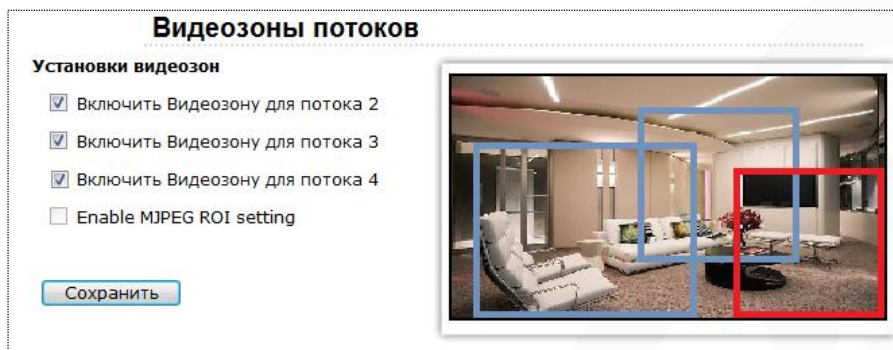 Видеозоны потоков
Установки видеозон
Включить Видеозону для потока 2
Включить Видеозону для потока 3
Включить Видеозону для потока 4
Enable MJPEG ROI setting
Сохранить